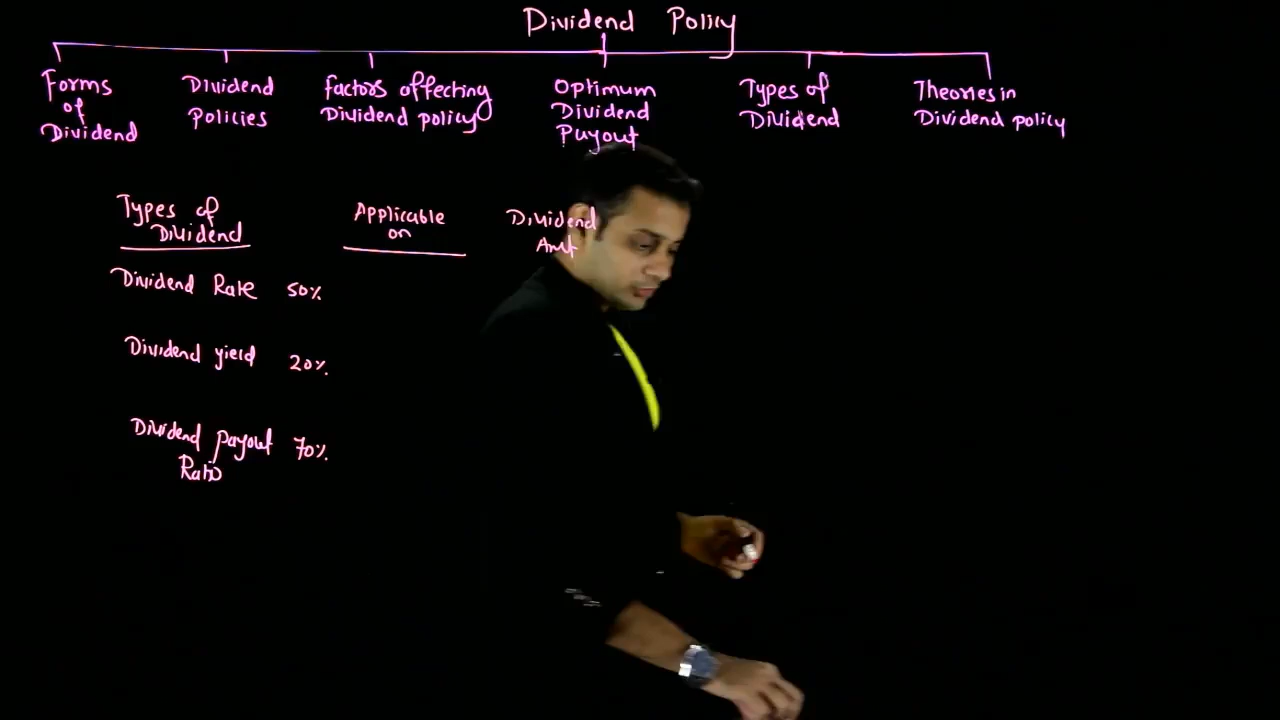 Dividend Policy
Forms
of
Dividend
Dividend
Policies
Factors affecting
Dividend policy
Optimum
Dividend
Payout
Types of
Dividend
Theories in
Dividend policy
Types of
Dividend
Applicable
on
Dividend
Amt
Dividend Rate 50%
Dividend yield 20%
Dividend payout 70%
Ratio